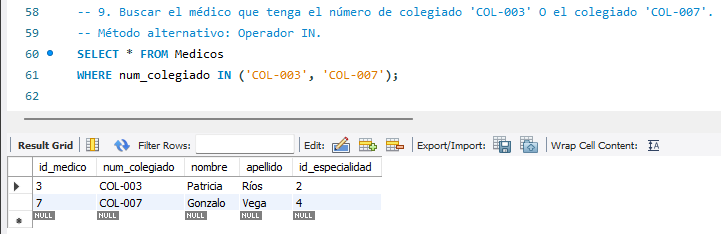 58 -- 9. Buscar el médico que tenga el número de colegiado 'COL-003' O el colegiado 'COL-007'.
59 -- Método alternativo: Operador IN.
60 SELECT * FROM Medicos
61 WHERE num_colegiado IN ('COL-003', 'COL-007');
62
Result Grid Filter Rows: Edit: Export/Import: Wrap Cell Content:
id_medico num_colegiado nombre apellido id_especialidad
3 COL-003 Patricia Ríos 2
7 COL-007 Gonzalo Vega 4
NULL NULL NULL NULL NULL